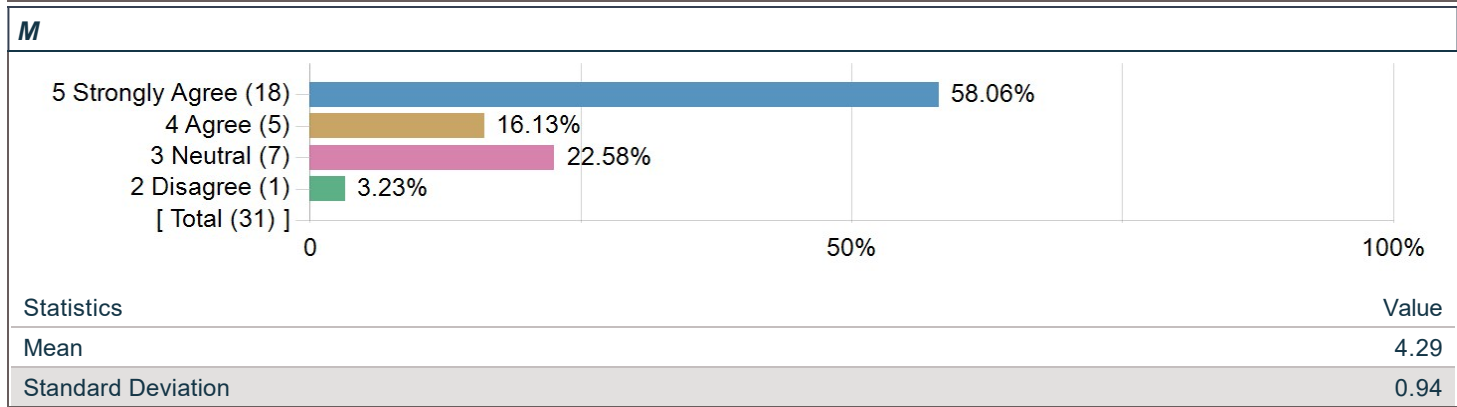 M
5 Strongly Agree (18) 58.06%
4 Agree (5) 16.13%
3 Neutral (7) 22.58%
2 Disagree (1) 3.23%
[ Total (31) ]
0 50% 100%
Statistics Value
Mean 4.29
Standard Deviation 0.94